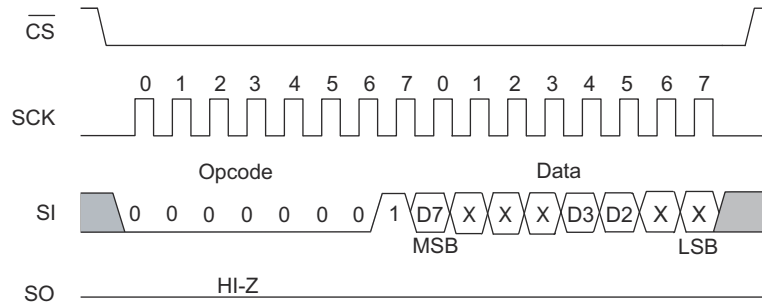 CS
0 1 2 3 4 5 6 7 0 1 2 3 4 5 6 7
SCK
Opcode Data
SI 0 0 0 0 0 0 0 1 D7 X X X D3 D2 X X
MSB LSB
HI-Z
SO